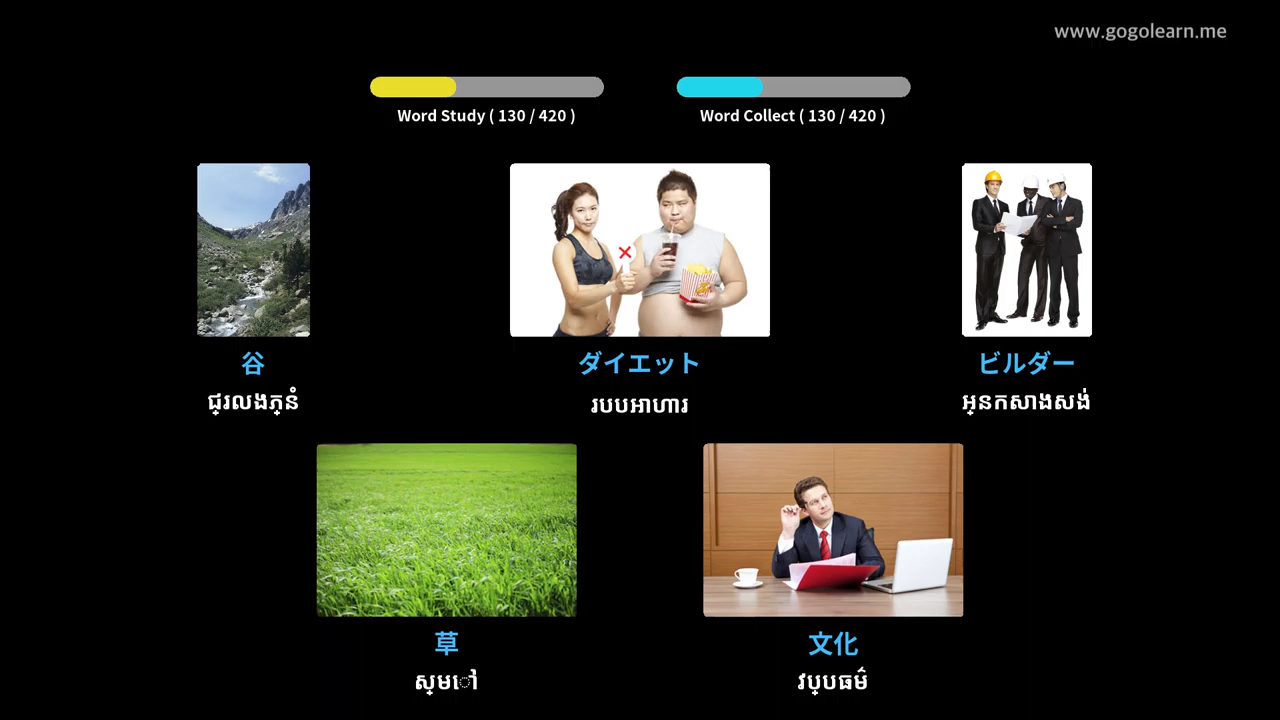 www.gogolearn.me
Word Study ( 130 / 420 )
Word Collect ( 130 / 420 )
谷
ជ្រលងភ្នំ
ダイエット
របបអាហារ
ビルダー
អ្នកសាងសង់
草
ស្មៅ
文化
វប្បធម៌